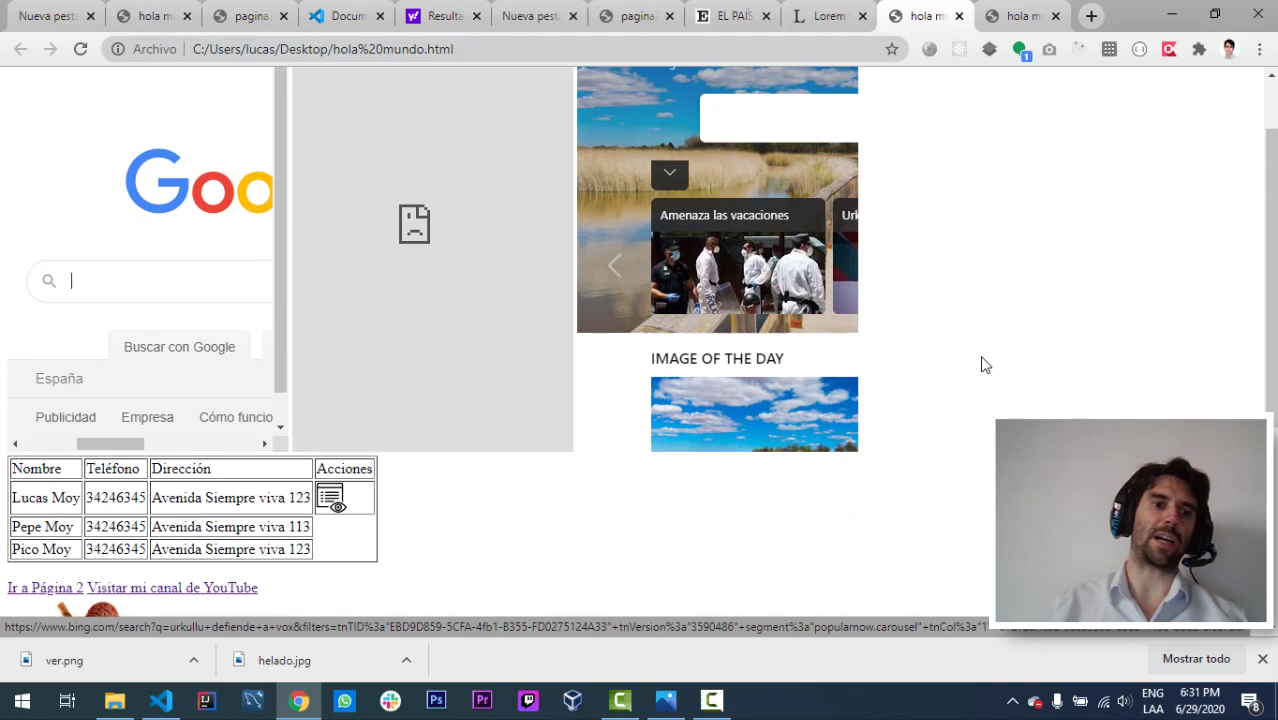 Nueva pest hola m pagina. Docum Resulta Nueva pest pagina. EL PAÍS Lorem hola m hola m
Archivo C:/Users/lucas/Desktop/hola%20mundo.html 1
Goo
Amenaza las vacaciones Urk
Buscar con Google
IMAGE OF THE DAY
España
Publicidad Empresa Cómo funcio
Nombre Teléfono Dirección Acciones
Lucas Moy 34246345 Avenida Siempre viva 123
Pepe Moy 34246345 Avenida Siempre viva 113
Pico Moy 34246345 Avenida Siempre viva 123
Ir a Página 2 Visitar mi canal de YouTube
https://www.bing.com/search?q=urkullu+defiende+a+vox&filters=tnTID%3a"EBD9D859-5CFA-4fb1-B355-FD0275124A33"+tnVersion%3a"3590486"+segment%3a"popularnow.carousel"+tnCol%3a"1
ver.png helado.jpg Mostrar todo
ENG 6:31 PM
LAA 6/29/2020 8